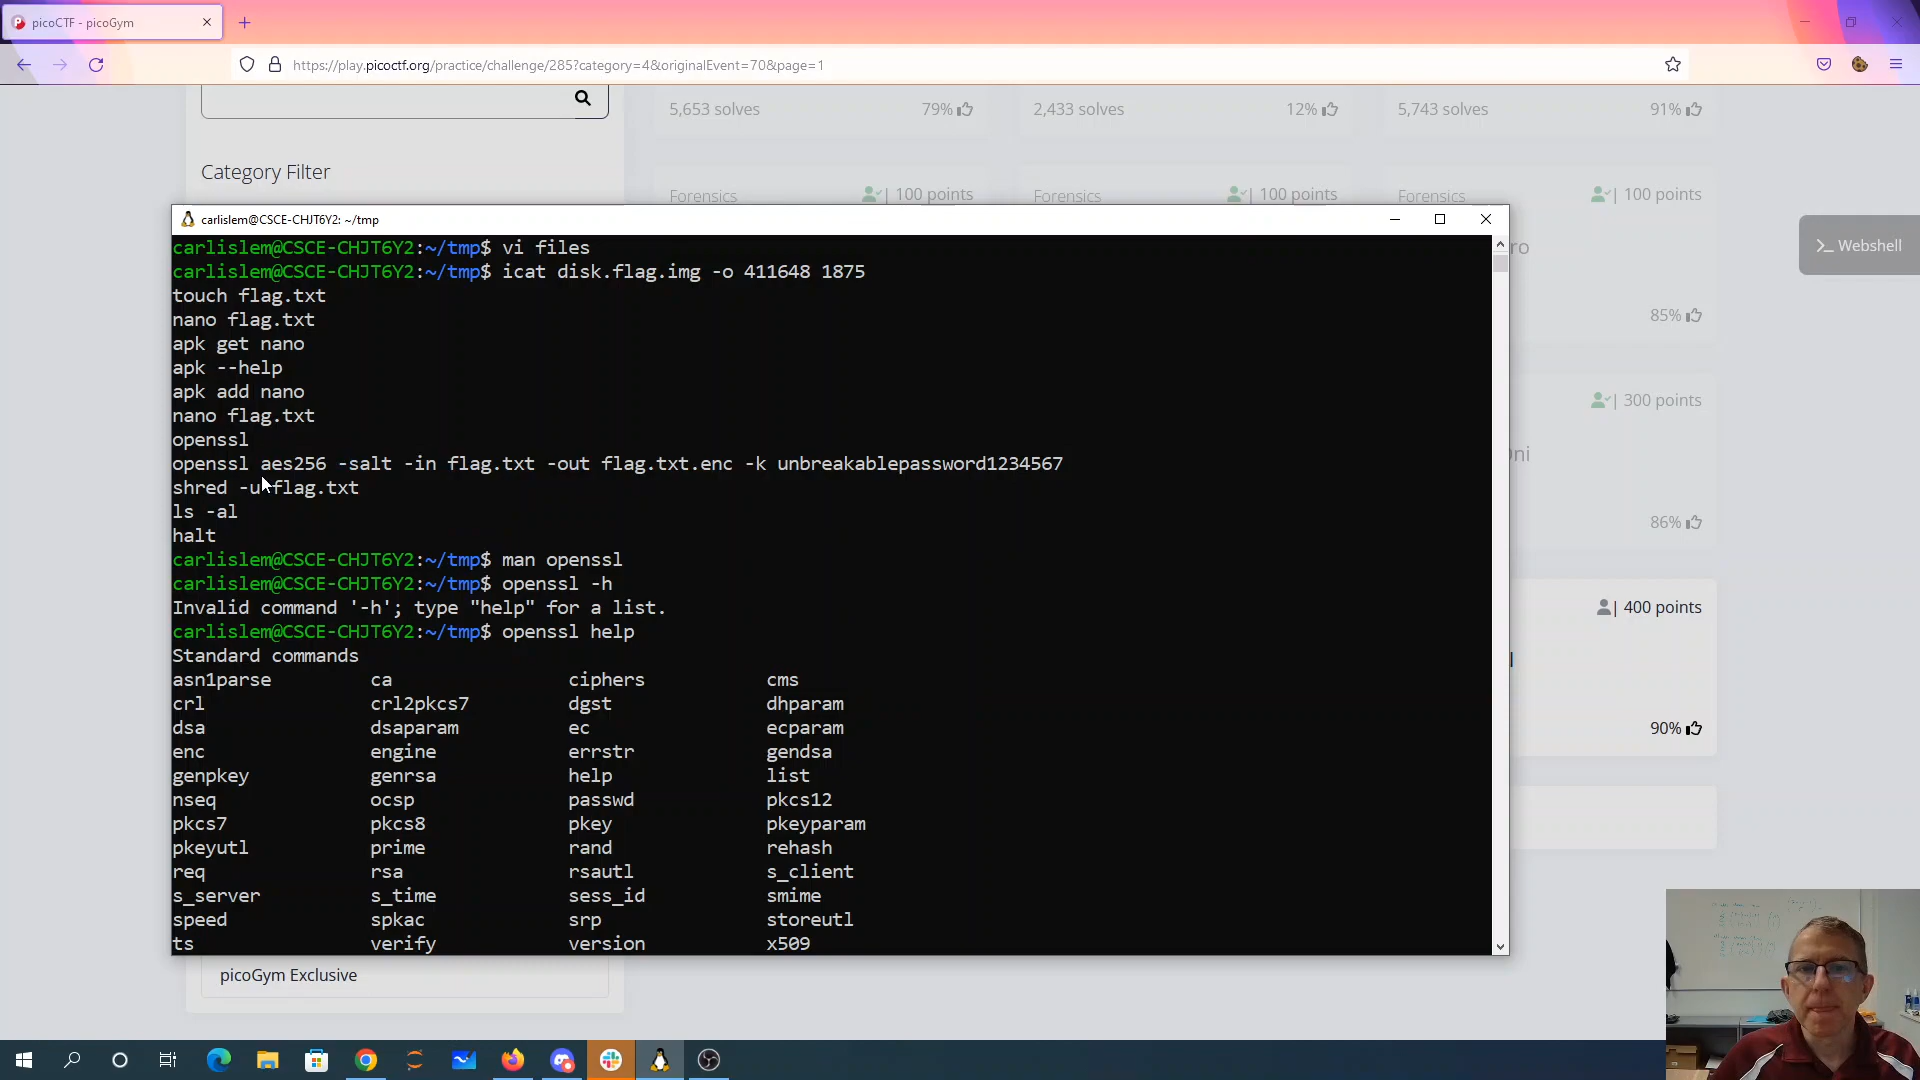 picoCTF - picoGym
https://play.picoctf.org/practice/challenge/285?category=4&originalEvent=70&page=1
5,653 solves
79%
2,433 solves
12%
5,743 solves
91%
Category Filter
Forensics
| 100 points
Forensics
| 100 points
Forensics
| 100 points
carlislem@CSCE-CHJT6Y2: ~/tmp
>_ Webshell
carlislem@CSCE-CHJT6Y2:~/tmp$ vi files
carlislem@CSCE-CHJT6Y2:~/tmp$ icat disk.flag.img -o 411648 1875
touch flag.txt
nano flag.txt
apk get nano
apk --help
apk add nano
nano flag.txt
openssl
openssl aes256 -salt -in flag.txt -out flag.txt.enc -k unbreakablepassword1234567
shred -u flag.txt
ls -al
halt
carlislem@CSCE-CHJT6Y2:~/tmp$ man openssl
carlislem@CSCE-CHJT6Y2:~/tmp$ openssl -h
Invalid command '-h'; type "help" for a list.
carlislem@CSCE-CHJT6Y2:~/tmp$ openssl help
Standard commands
asn1parse ca ciphers cms
crl crl2pkcs7 dgst dhparam
dsa dsaparam ec ecparam
enc engine errstr gendsa
genpkey genrsa help list
nseq ocsp passwd pkcs12
pkcs7 pkcs8 pkey pkeyparam
pkeyutl prime rand rehash
req rsa rsautl s_client
s_server s_time sess_id smime
speed spkac srp storeutl
ts verify version x509
85%
| 300 points
86%
| 400 points
90%
picoGym Exclusive